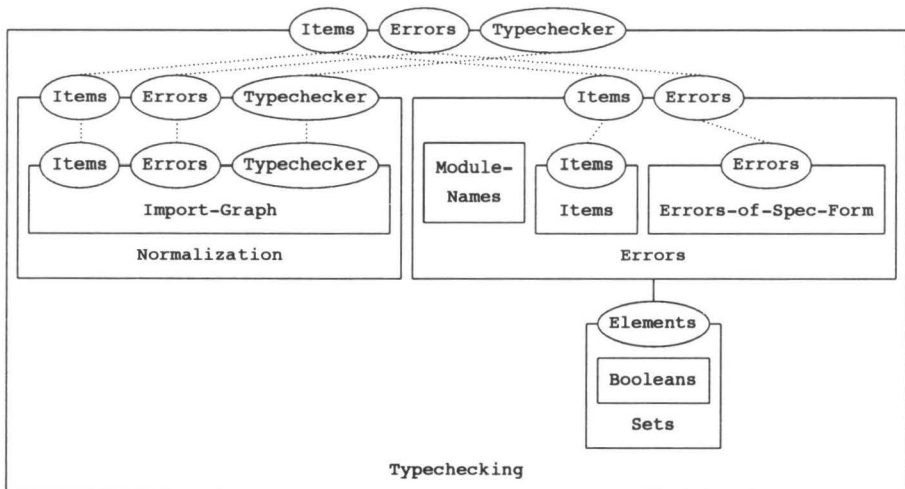 Items Errors Typechecker
Items Errors Typechecker Items Errors
Items Errors Typechecker Module-Names Items Errors
Import-Graph Items Errors-of-Spec-Form
Normalization Errors
Elements
Booleans
Sets
Typechecking